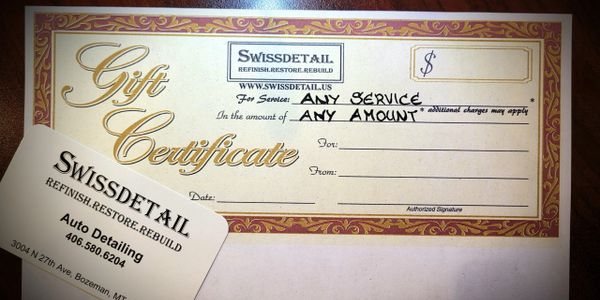 Gift
Certificate
SWISSDETAIL
REFINISH.RESTORE.REBUILD
WWW.SWISSDETAIL.US
$
For Service: ANY SERVICE *
In the amount of ANY AMOUNT * additional charges may apply
For:
From:
Date:
Authorized Signature
SWISSDETAIL
REFINISH.RESTORE.REBUILD
Auto Detailing
406.580.6204
3004 N 27th Ave, Bozeman, MT